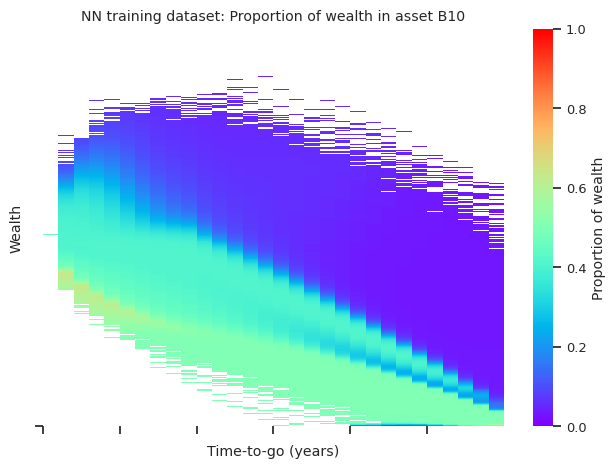 NN training dataset: Proportion of wealth in asset B10
Wealth
Time-to-go (years)
1.0
0.8
0.6
0.4
0.2
0.0
Proportion of wealth